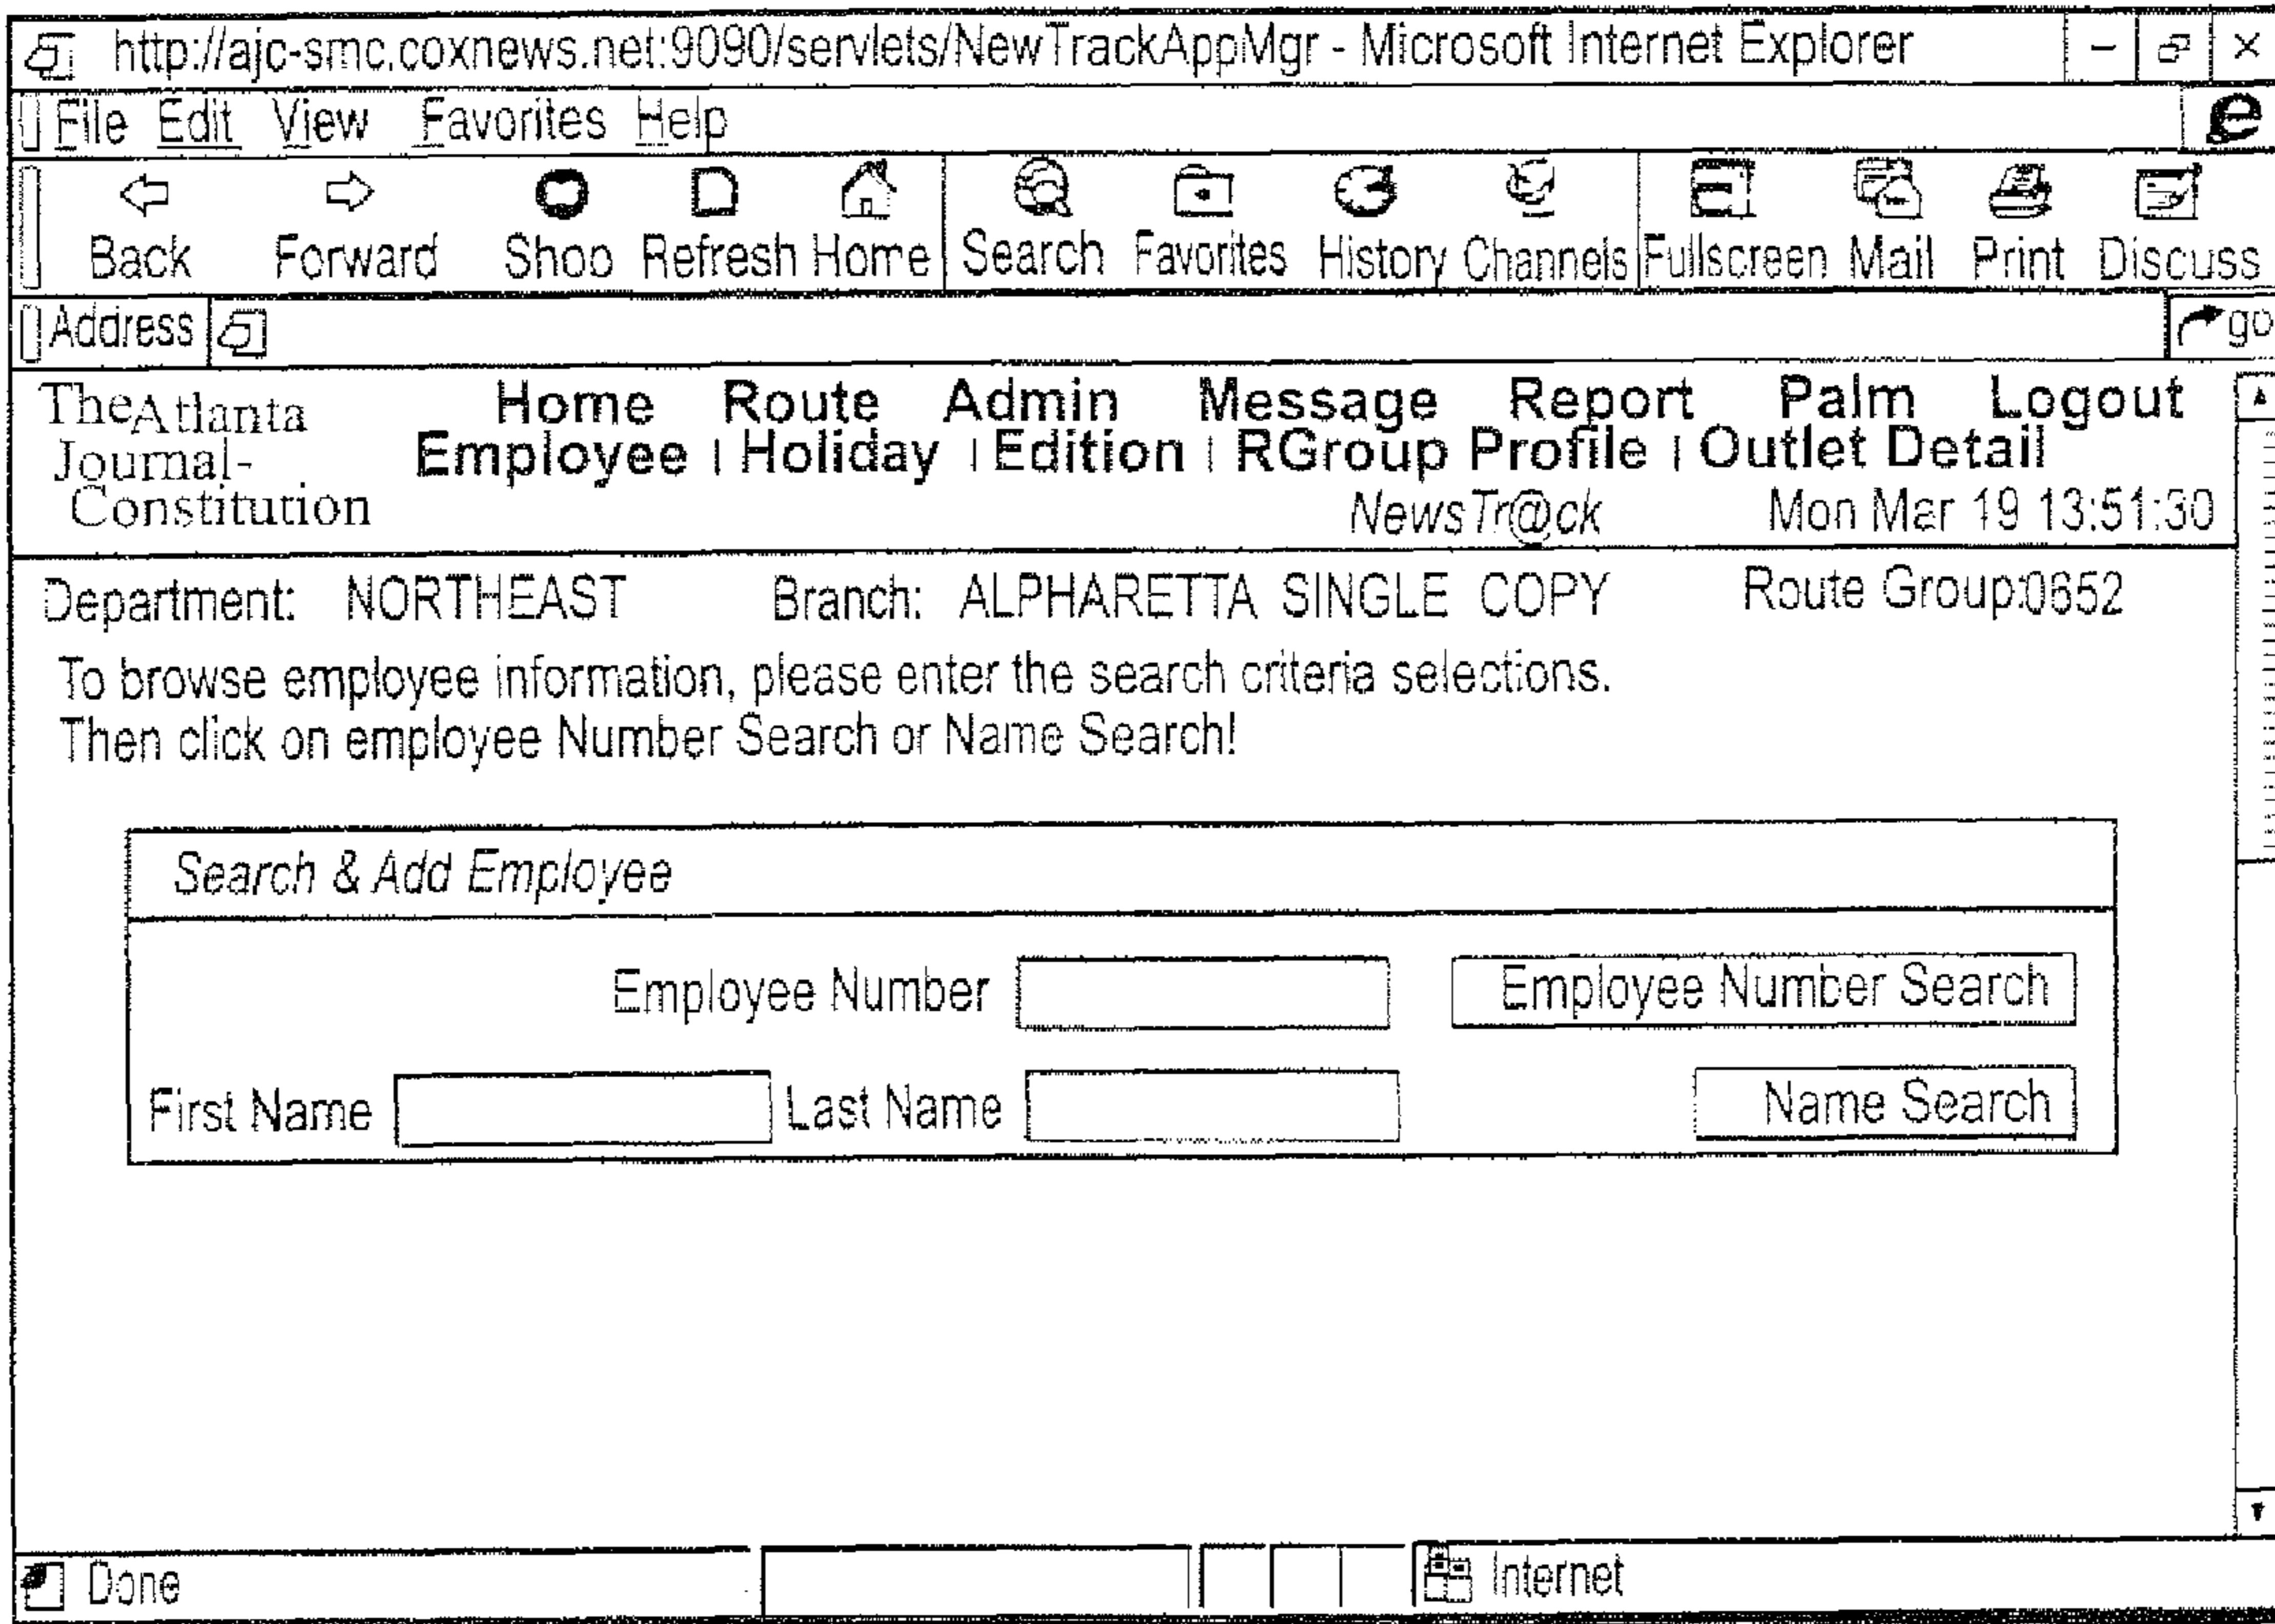 http://ajc-smc.coxnews.net:9090/servlets/NewTrackAppMgr - Microsoft Internet Explorer
File Edit View Favorites Help
Back Forward Shop Refresh Home Search Favorites History Channels Fullscreen Mail Print Discuss
Address go
The Atlanta Journal-Constitution
Home Route Admin Message Report Palm Logout
Employee | Holiday | Edition | RGroup Profile | Outlet Detail
NewsTr@ck Mon Mar 19 13:51:30
Department: NORTHEAST Branch: ALPHARETTA SINGLE COPY Route Group:0652
To browse employee information, please enter the search criteria selections.
Then click on employee Number Search or Name Search!
Search & Add Employee
Employee Number Employee Number Search
First Name Last Name Name Search
Done Internet